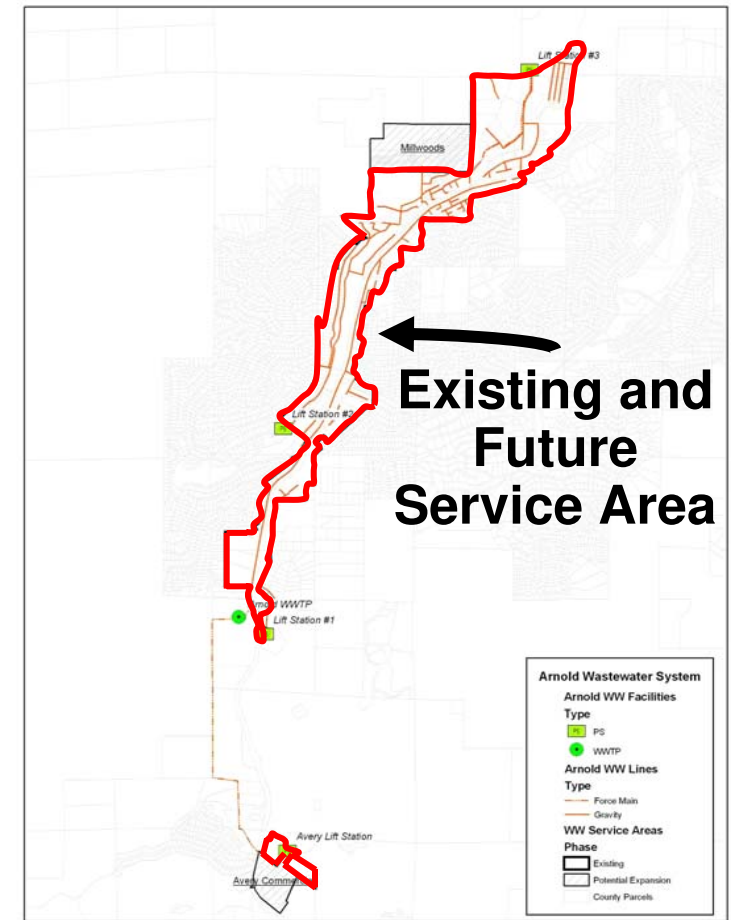 Lift Station #3
Millwoods
Existing and
Future
Service Area
Lift Station #2
WWTP
Lift Station #1
Avery Lift Station
Avery
Arnold Wastewater System
Arnold WW Facilities
Type
PS
WWTP
Arnold WW Lines
Type
Force Main
Gravity
WW Service Areas
Phase
Existing
Potential Expansion
County Parcels